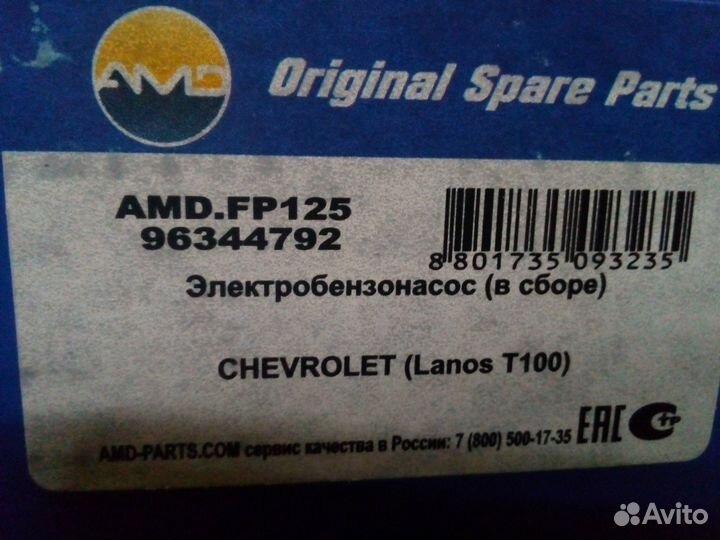 AMD
Original Spare Parts
AMD.FP125
96344792
8 801735 093235
Электробензонасос (в сборе)
CHEVROLET (Lanos T100)
AMD-PARTS.COM сервис качества в России: 7 (800) 500-17-35
EAC
Avito